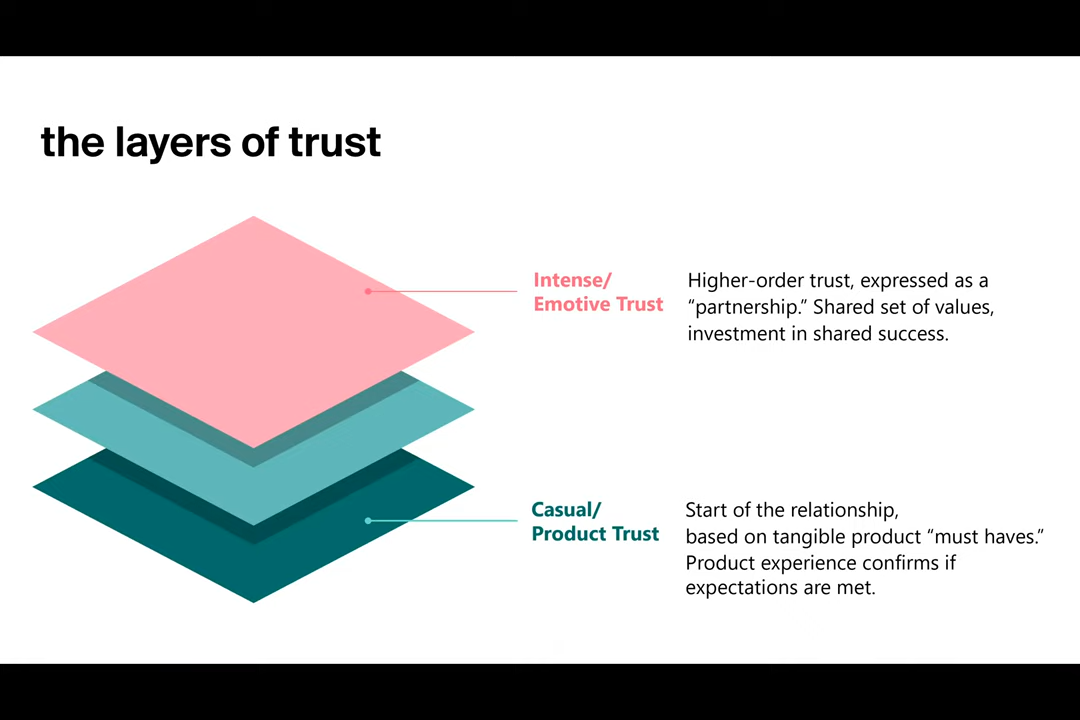 the layers of trust
Intense/
Emotive Trust
Higher-order trust, expressed as a
“partnership.” Shared set of values,
investment in shared success.
Casual/
Product Trust
Start of the relationship,
based on tangible product “must haves.”
Product experience confirms if
expectations are met.